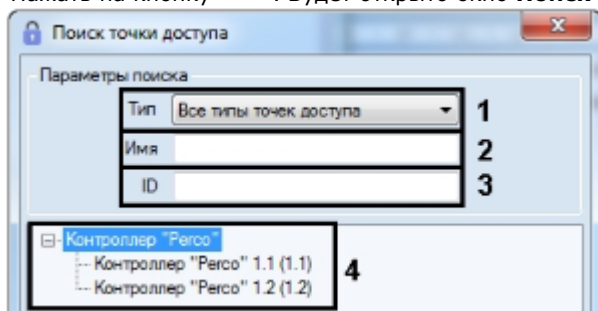 Поиск точки доступа
Параметры поиска
Тип Все типы точек доступа 1
Имя 2
ID 3
Контроллер "Perco"
Контроллер "Perco" 1.1 (1.1)
Контроллер "Perco" 1.2 (1.2)
4